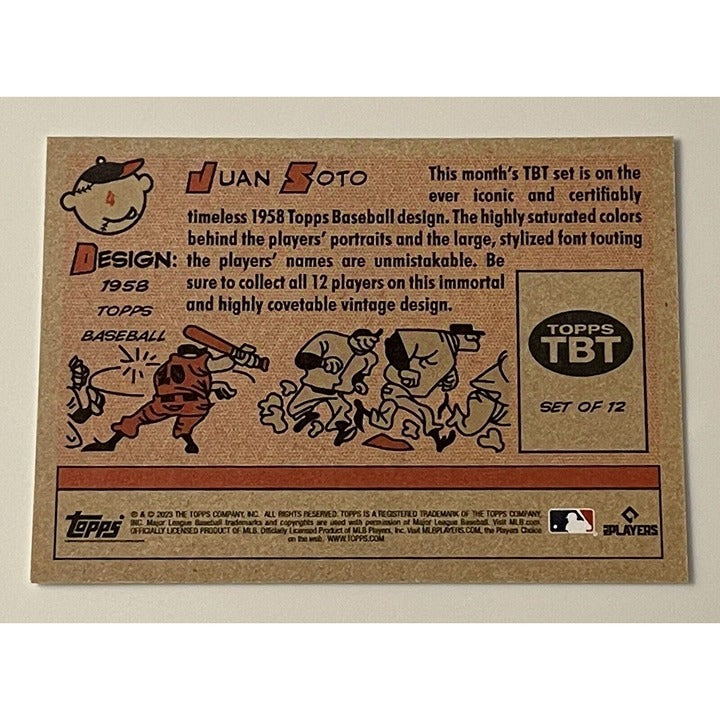 4
JUAN SOTO
This month's TBT set is on the
ever iconic and certifiably
timeless 1958 Topps Baseball design. The highly saturated colors
behind the players' portraits and the large, stylized font touting
the players' names are unmistakable. Be
sure to collect all 12 players on this immortal
and highly covetable vintage design.
DESIGN:
1958
TOPPS
BASEBALL
TOPPS
TBT
SET OF 12
topps
® & © 2023 THE TOPPS COMPANY, INC. ALL RIGHTS RESERVED. TOPPS IS A REGISTERED TRADEMARK OF THE TOPPS COMPANY,
INC. Major League Baseball trademarks and copyrights are used with permission of Major League Baseball. Visit MLB.com.
OFFICIALLY LICENSED PRODUCT OF MLB. Officially Licensed Product of MLB Players, Inc. Visit MLBPLAYERS.COM, the Players Choice
on the web. WWW.TOPPS.COM
PLAYERS